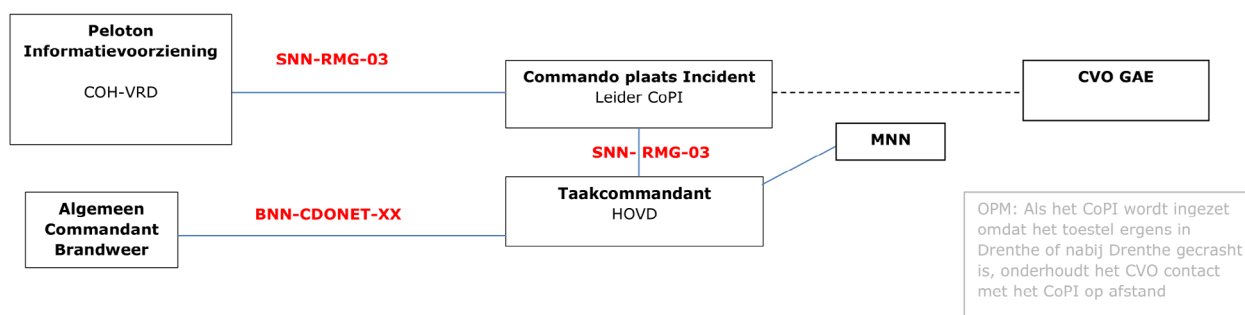 Peloton
Informatievoorziening
COH-VRD
SNN-RMG-03
Commando plaats Incident
Leider CoPI
CVO GAE
MNN
SNN- RMG-03
Taakcommandant
HOVD
Algemeen
Commandant
Brandweer
BNN-CDONET-XX
OPM: Als het CoPI wordt ingezet
omdat het toestel ergens in
Drenthe of nabij Drenthe gecrasht
is, onderhoudt het CVO contact
met het CoPI op afstand